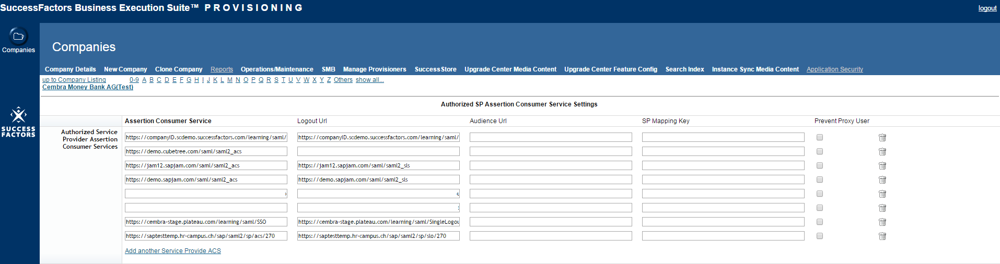 SuccessFactors Business Execution Suite™ PROVISIONING
logout
Companies
Companies
Company Details New Company Clone Company Reports Operations/Maintenance SMB Manage Provisioners SuccessStore Upgrade Center Media Content Upgrade Center Feature Config Search Index Instance Sync Media Content Application Security
up to Company Listing 0-9 A B C D E F G H I J K L M N O P Q R S T U V W X Y Z Others show all...
Cembra Money Bank AG(Test)
SUCCESS
FACTORS
Authorized SP Assertion Consumer Service Settings
Assertion Consumer Service Logout Url Audience Url SP Mapping Key Prevent Proxy User
Authorized Service
Provider Assertion
Consumer Services
https://companyID.scdemo.successfactors.com/learning/saml/ https://companyID.scdemo.successfactors.com/learning/saml/
https://demo.cubetree.com/saml/saml2_acs
https://jam12.sapjam.com/saml/saml2_acs https://jam12.sapjam.com/saml/saml2_sls
https://demo.sapjam.com/saml/saml2_acs https://demo.sapjam.com/saml/saml2_sls
https://cembra-stage.plateau.com/learning/saml/SSO https://cembra-stage.plateau.com/learning/saml/SingleLogou
https://saptesttemp.hr-campus.ch/sap/saml2/sp/acs/270 https://saptesttemp.hr-campus.ch/sap/saml2/sp/slo/270
Add another Service Provide ACS